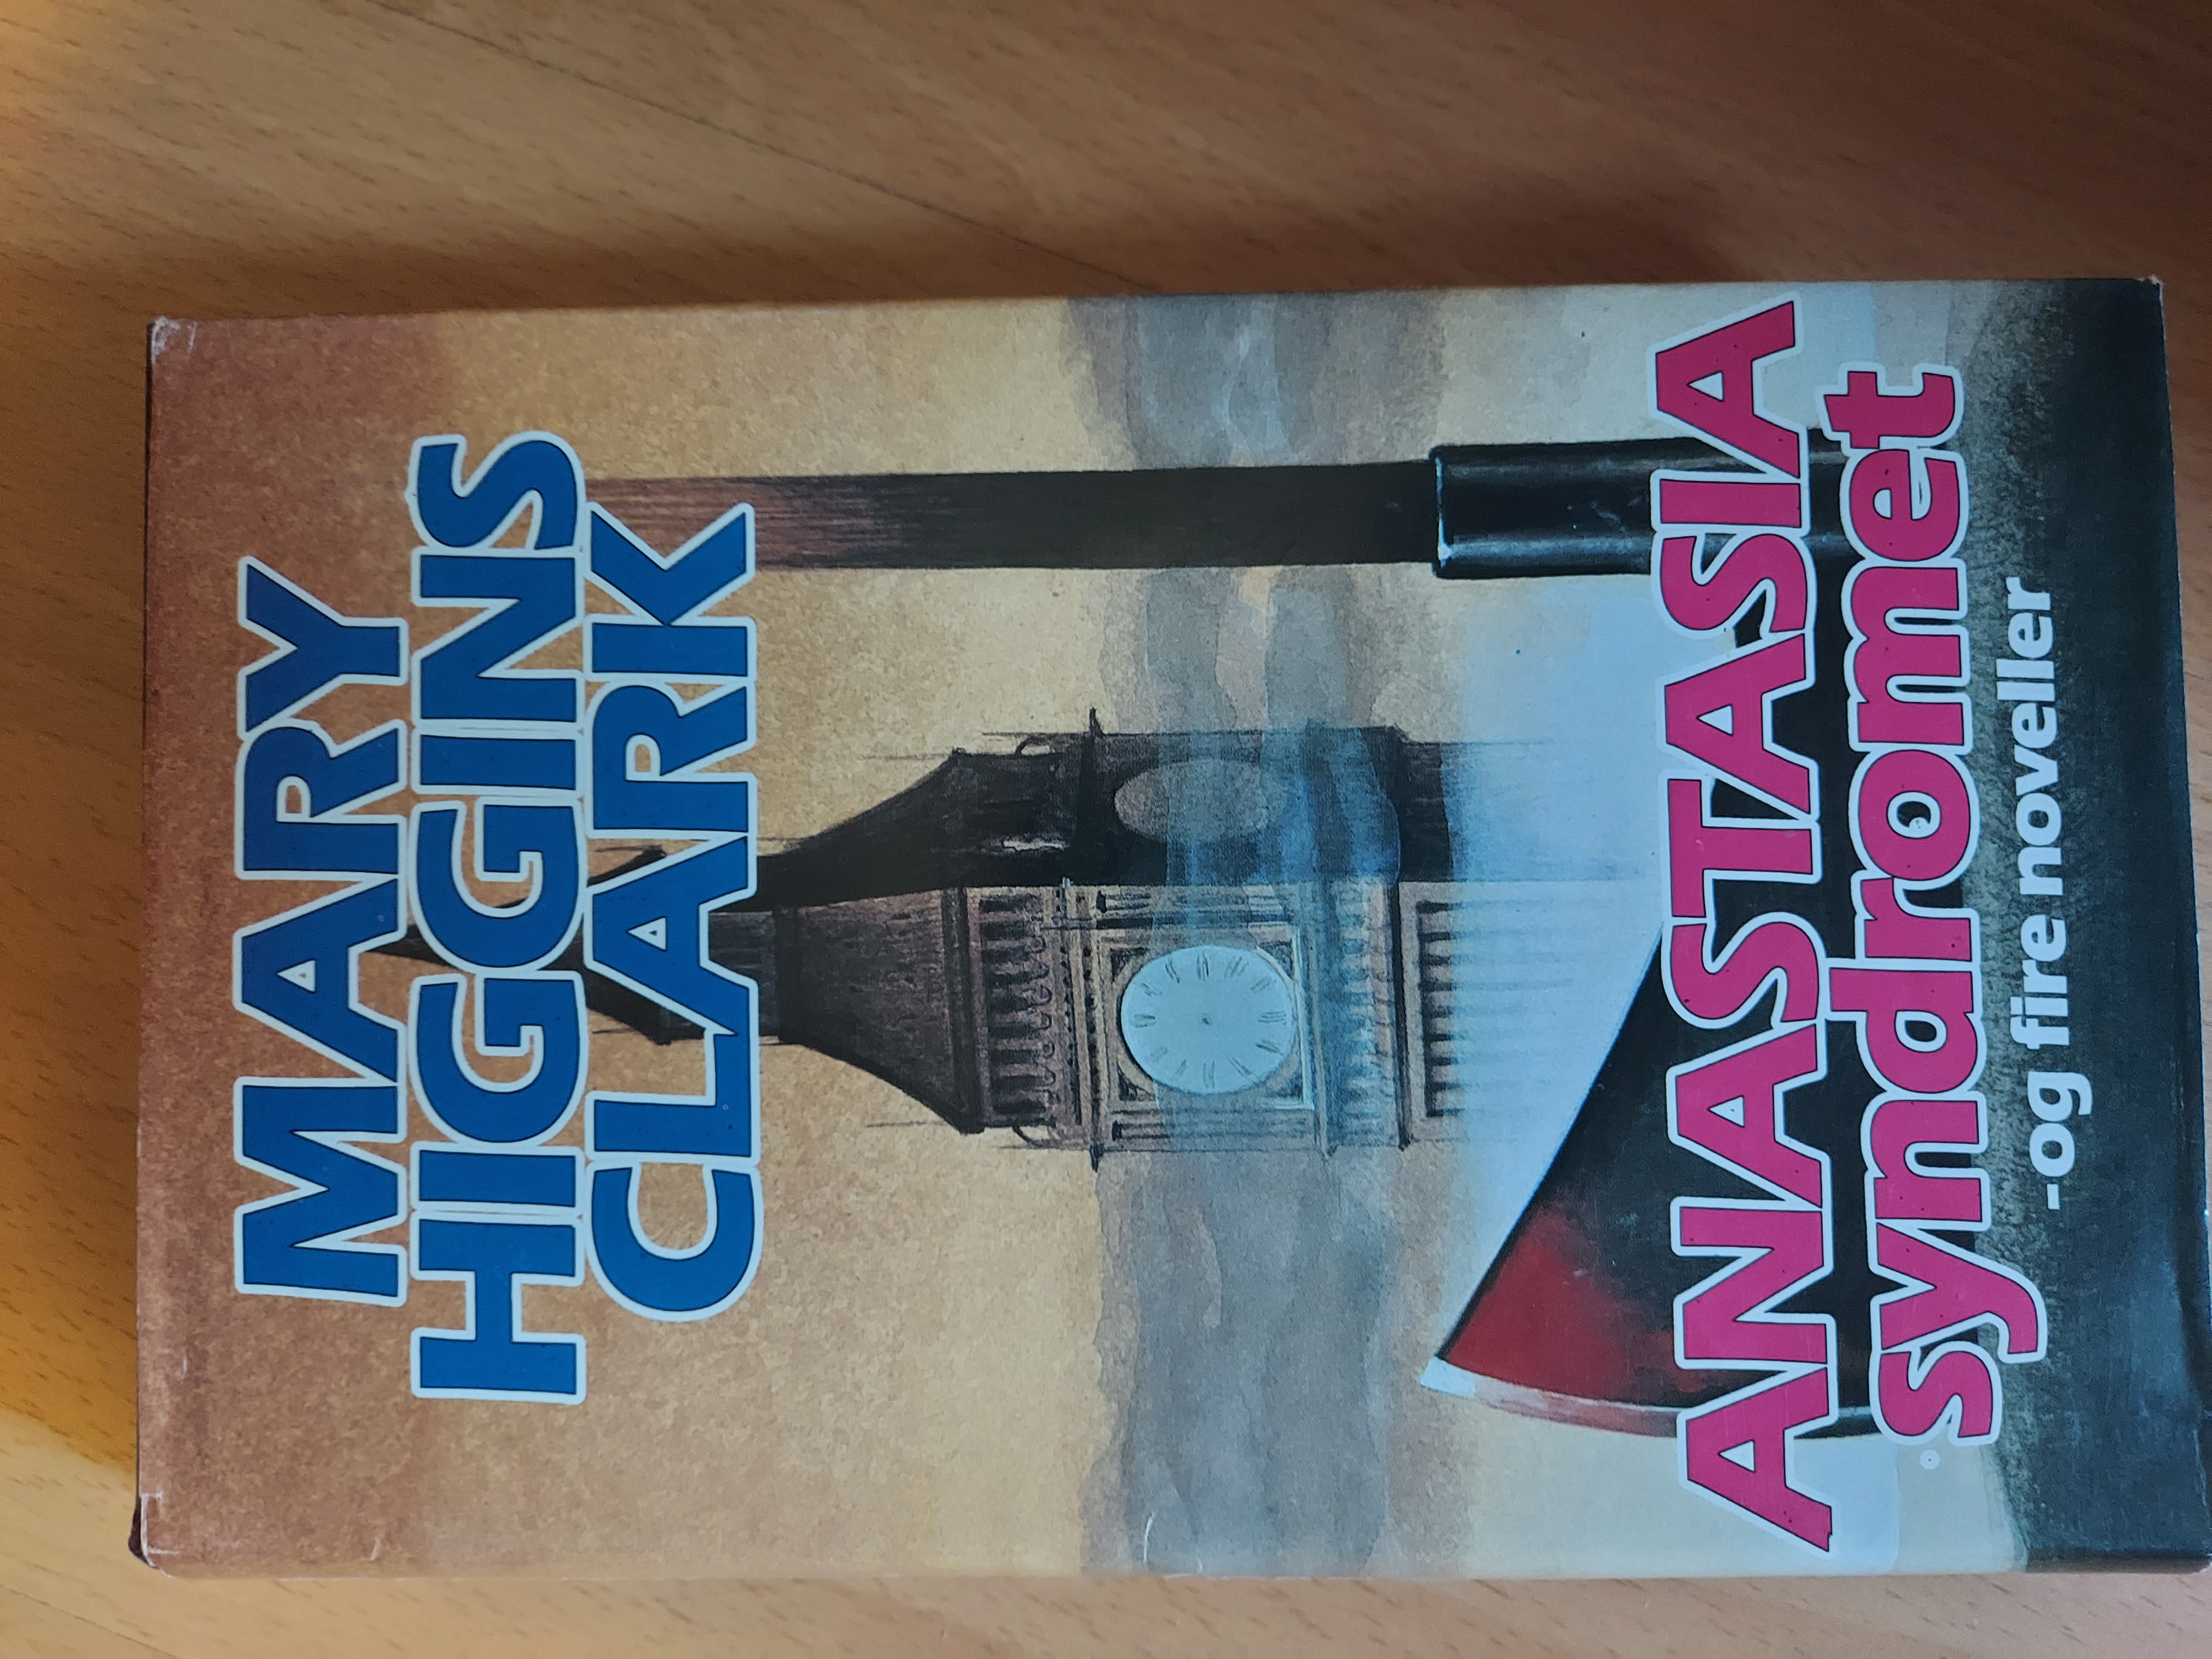 MARY
HIGGINS
CLARK
ANASTASIA
syndromet
-og fire noveller